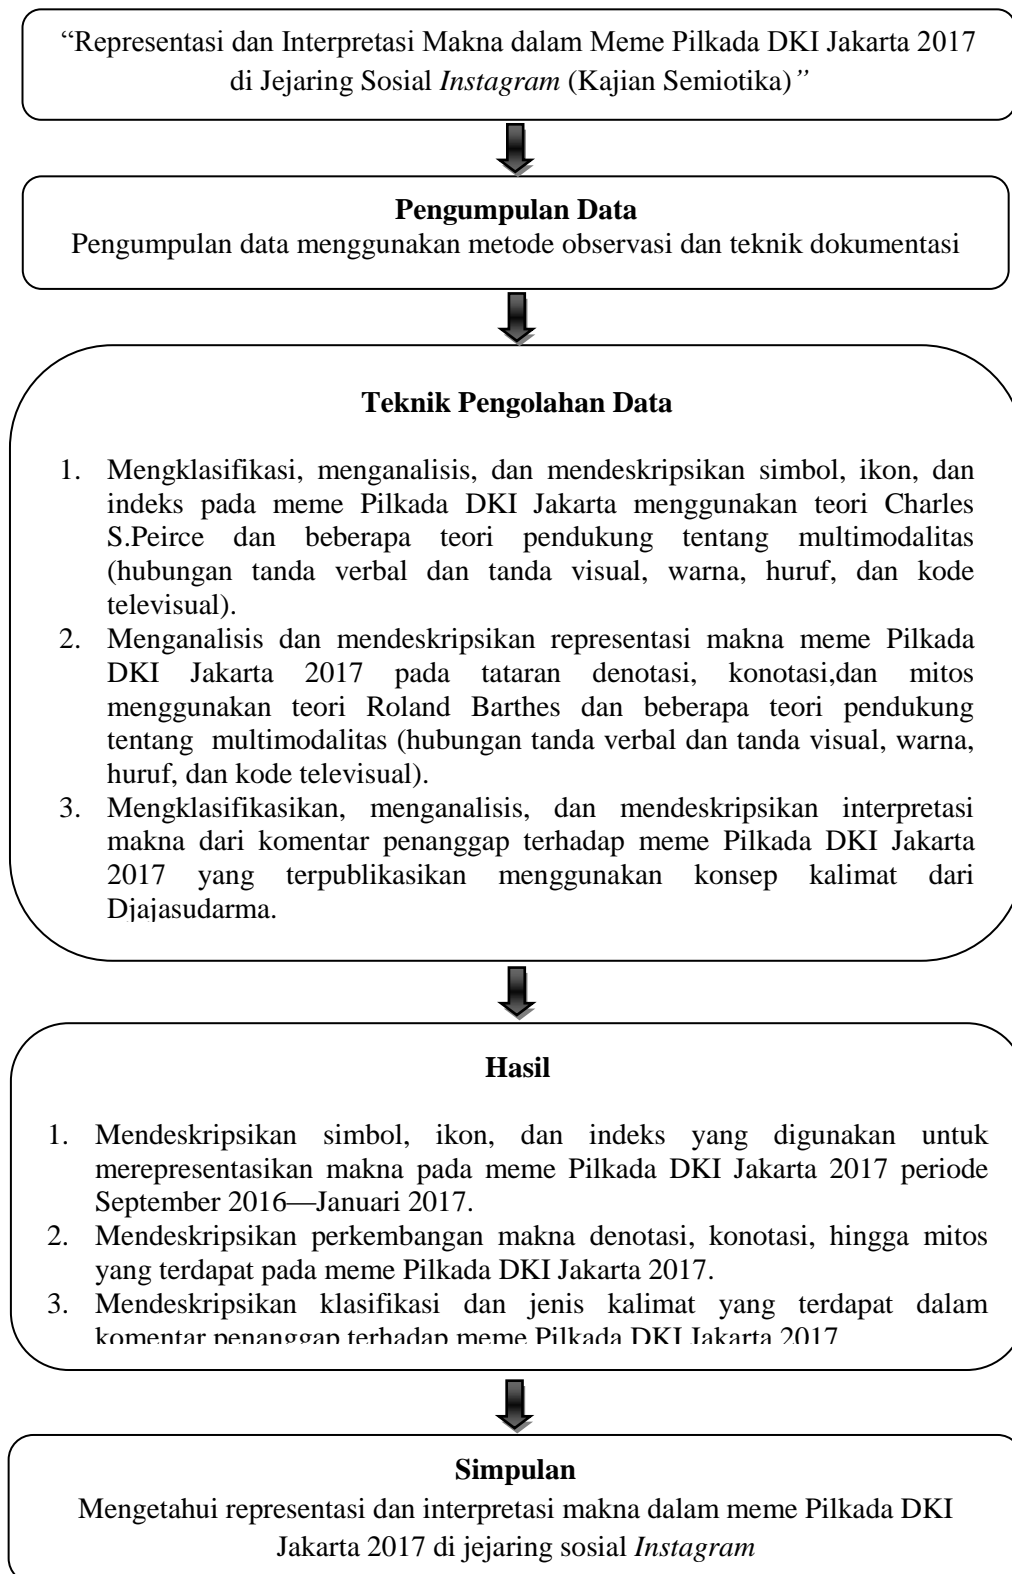 “Representasi dan Interpretasi Makna dalam Meme Pilkada DKI Jakarta 2017
di Jejaring Sosial Instagram (Kajian Semiotika)”
Pengumpulan Data
Pengumpulan data menggunakan metode observasi dan teknik dokumentasi
Teknik Pengolahan Data
1. Mengklasifikasi, menganalisis, dan mendeskripsikan simbol, ikon, dan
indeks pada meme Pilkada DKI Jakarta menggunakan teori Charles
S.Peirce dan beberapa teori pendukung tentang multimodalitas
(hubungan tanda verbal dan tanda visual, warna, huruf, dan kode
televisual).
2. Menganalisis dan mendeskripsikan representasi makna meme Pilkada
DKI Jakarta 2017 pada tataran denotasi, konotasi,dan mitos
menggunakan teori Roland Barthes dan beberapa teori pendukung
tentang multimodalitas (hubungan tanda verbal dan tanda visual, warna,
huruf, dan kode televisual).
3. Mengklasifikasikan, menganalisis, dan mendeskripsikan interpretasi
makna dari komentar penanggap terhadap meme Pilkada DKI Jakarta
2017 yang terpublikasikan menggunakan konsep kalimat dari
Djajasudarma.
Hasil
1. Mendeskripsikan simbol, ikon, dan indeks yang digunakan untuk
merepresentasikan makna pada meme Pilkada DKI Jakarta 2017 periode
September 2016—Januari 2017.
2. Mendeskripsikan perkembangan makna denotasi, konotasi, hingga mitos
yang terdapat pada meme Pilkada DKI Jakarta 2017.
3. Mendeskripsikan klasifikasi dan jenis kalimat yang terdapat dalam
komentar penanggap terhadap meme Pilkada DKI Jakarta 2017
Simpulan
Mengetahui representasi dan interpretasi makna dalam meme Pilkada DKI
Jakarta 2017 di jejaring sosial Instagram